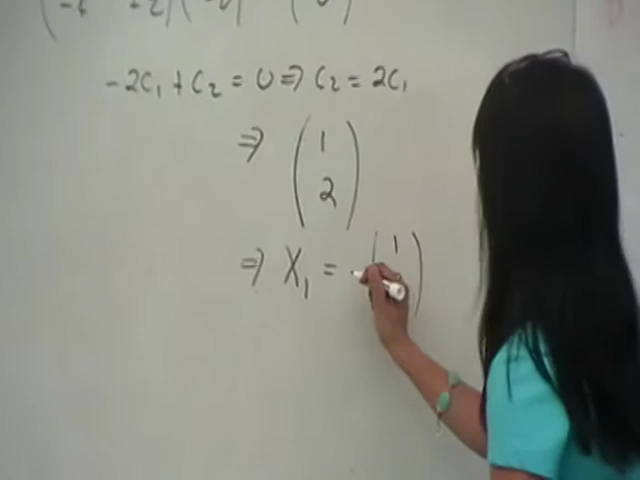 -2C₁ + C₂ = 0 ⇒ C₂ = 2C₁
⇒ (1
2)
⇒ X₁ = (1 )